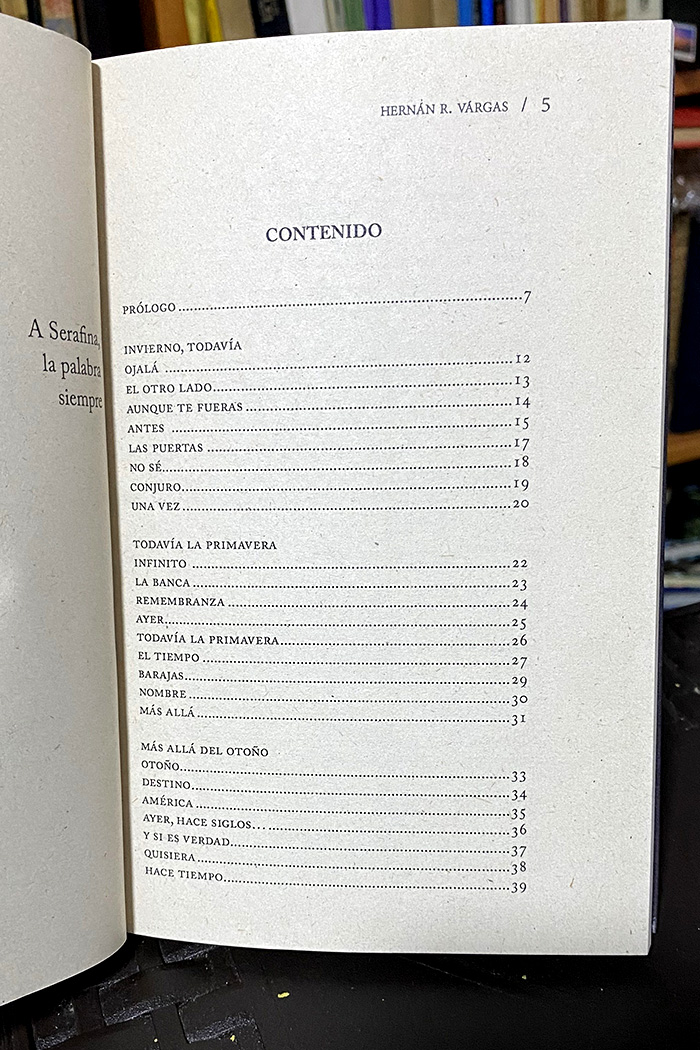 A Serafina,
la palabra
siempre
HERNÁN R. VÁRGAS / 5
CONTENIDO
PRÓLOGO ........................................................................ 7
INVIERNO, TODAVÍA
OJALÁ ........................................................................ 12
EL OTRO LADO ........................................................................ 13
AUNQUE TE FUERAS ........................................................................ 14
ANTES ........................................................................ 15
LAS PUERTAS ........................................................................ 17
NO SÉ ........................................................................ 18
CONJURO ........................................................................ 19
UNA VEZ ........................................................................ 20
TODAVÍA LA PRIMAVERA
INFINITO ........................................................................ 22
LA BANCA ........................................................................ 23
REMEMBRANZA ........................................................................ 24
AYER ........................................................................ 25
TODAVÍA LA PRIMAVERA ........................................................................ 26
EL TIEMPO ........................................................................ 27
BARAJAS ........................................................................ 29
NOMBRE ........................................................................ 30
MÁS ALLÁ ........................................................................ 31
MÁS ALLÁ DEL OTOÑO
OTOÑO ........................................................................ 33
DESTINO ........................................................................ 34
AMÉRICA ........................................................................ 35
AYER, HACE SIGLOS... ........................................................................ 36
Y SI ES VERDAD ........................................................................ 37
QUISIERA ........................................................................ 38
HACE TIEMPO ........................................................................ 39